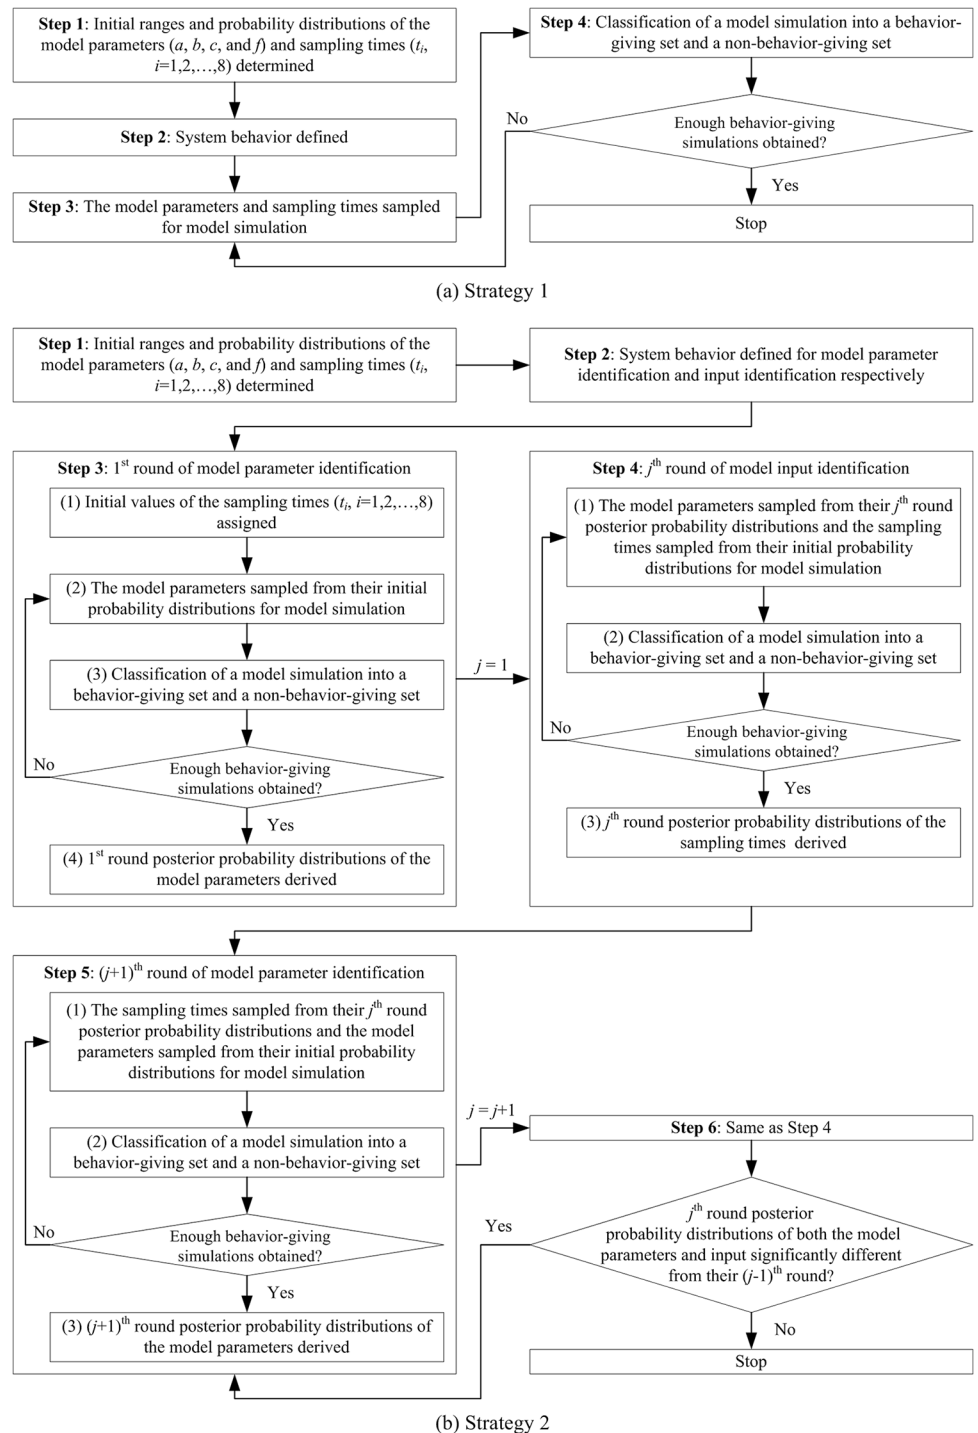 Step 1: Initial ranges and probability distributions of the
model parameters (a, b, c, and f) and sampling times (tᵢ,
i=1,2,…,8) determined
Step 2: System behavior defined
Step 3: The model parameters and sampling times sampled
for model simulation
Step 4: Classification of a model simulation into a behavior-
giving set and a non-behavior-giving set
No
Enough behavior-giving
simulations obtained?
Yes
Stop
(a) Strategy 1
Step 1: Initial ranges and probability distributions of the
model parameters (a, b, c, and f) and sampling times (tᵢ,
i=1,2,…,8) determined
Step 2: System behavior defined for model parameter
identification and input identification respectively
Step 3: 1st round of model parameter identification
(1) Initial values of the sampling times (tᵢ, i=1,2,…,8)
assigned
(2) The model parameters sampled from their initial
probability distributions for model simulation
(3) Classification of a model simulation into a
behavior-giving set and a non-behavior-giving set
No
Enough behavior-giving
simulations obtained?
Yes
(4) 1st round posterior probability distributions of the
model parameters derived
j = 1
Step 4: jth round of model input identification
(1) The model parameters sampled from their jth round
posterior probability distributions and the sampling
times sampled from their initial probability
distributions for model simulation
(2) Classification of a model simulation into a
behavior-giving set and a non-behavior-giving set
No
Enough behavior-giving
simulations obtained?
Yes
(3) jth round posterior probability distributions of the
sampling times derived
Step 5: (j+1)th round of model parameter identification
(1) The sampling times sampled from their jth round
posterior probability distributions and the model
parameters sampled from their initial probability
distributions for model simulation
(2) Classification of a model simulation into a
behavior-giving set and a non-behavior-giving set
No
Enough behavior-giving
simulations obtained?
Yes
(3) (j+1)th round posterior probability distributions of
the model parameters derived
j = j+1
Step 6: Same as Step 4
Yes
jth round posterior
probability distributions of both the model
parameters and input significantly different
from their (j-1)th round?
No
Stop
(b) Strategy 2